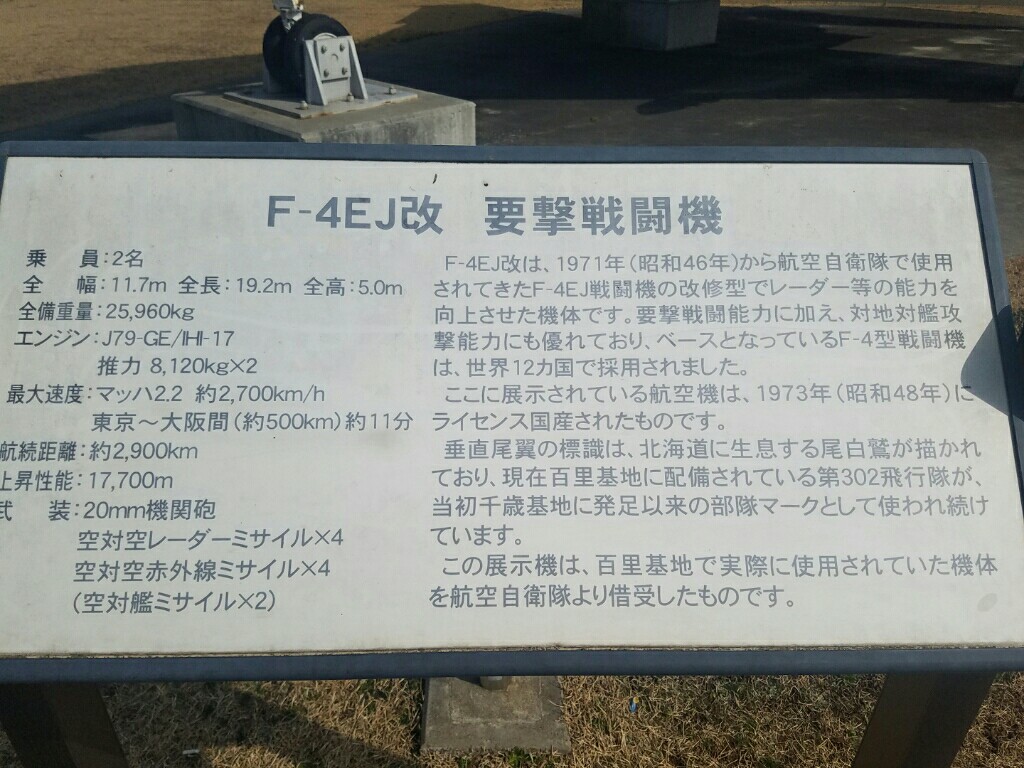 F-4EJ改 要撃戦闘機
乗 員:2名
全 幅:11.7m 全長:19.2m 全高:5.0m
全備重量:25,960kg
エンジン:J79-GE/IHI-17
推力 8,120kg×2
最大速度:マッハ2.2 約2,700km/h
東京~大阪間(約500km)約11分
航続距離:約2,900km
上昇性能:17,700m
武 装:20mm機関砲
空対空レーダーミサイル×4
空対空赤外線ミサイル×4
(空対艦ミサイル×2)
F-4EJ改は、1971年(昭和46年)から航空自衛隊で使用
されてきたF-4EJ戦闘機の改修型でレーダー等の能力を
向上させた機体です。要撃戦闘能力に加え、対地対艦攻
撃能力にも優れており、ベースとなっているF-4型戦闘機
は、世界12カ国で採用されました。
ここに展示されている航空機は、1973年(昭和48年)に
ライセンス国産されたものです。
垂直尾翼の標識は、北海道に生息する尾白鷲が描かれ
ており、現在百里基地に配備されている第302飛行隊が、
当初千歳基地に発足以来の部隊マークとして使われ続け
ています。
この展示機は、百里基地で実際に使用されていた機体
を航空自衛隊より借受したものです。